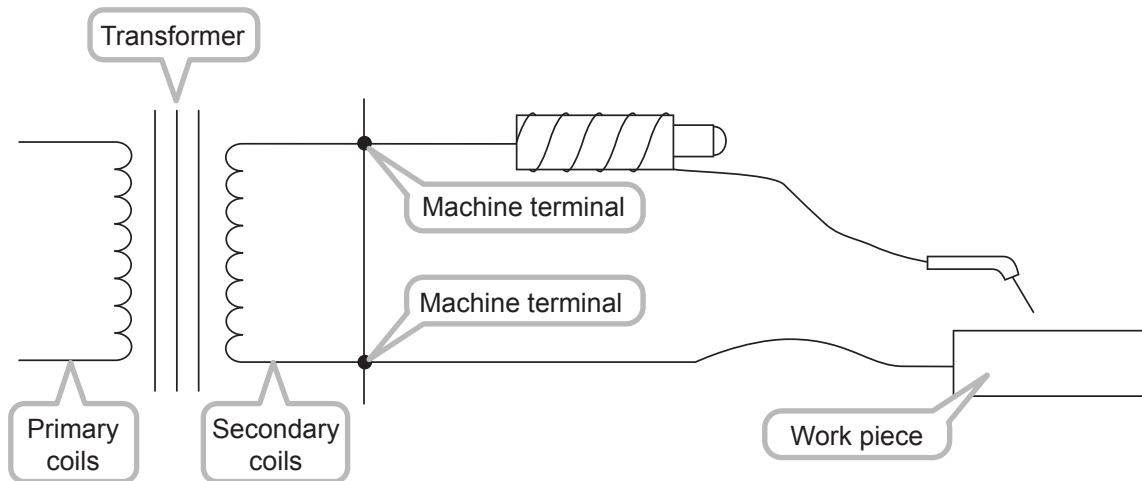 Transformer
Machine terminal
Machine terminal
Primary
coils
Secondary
coils
Work piece